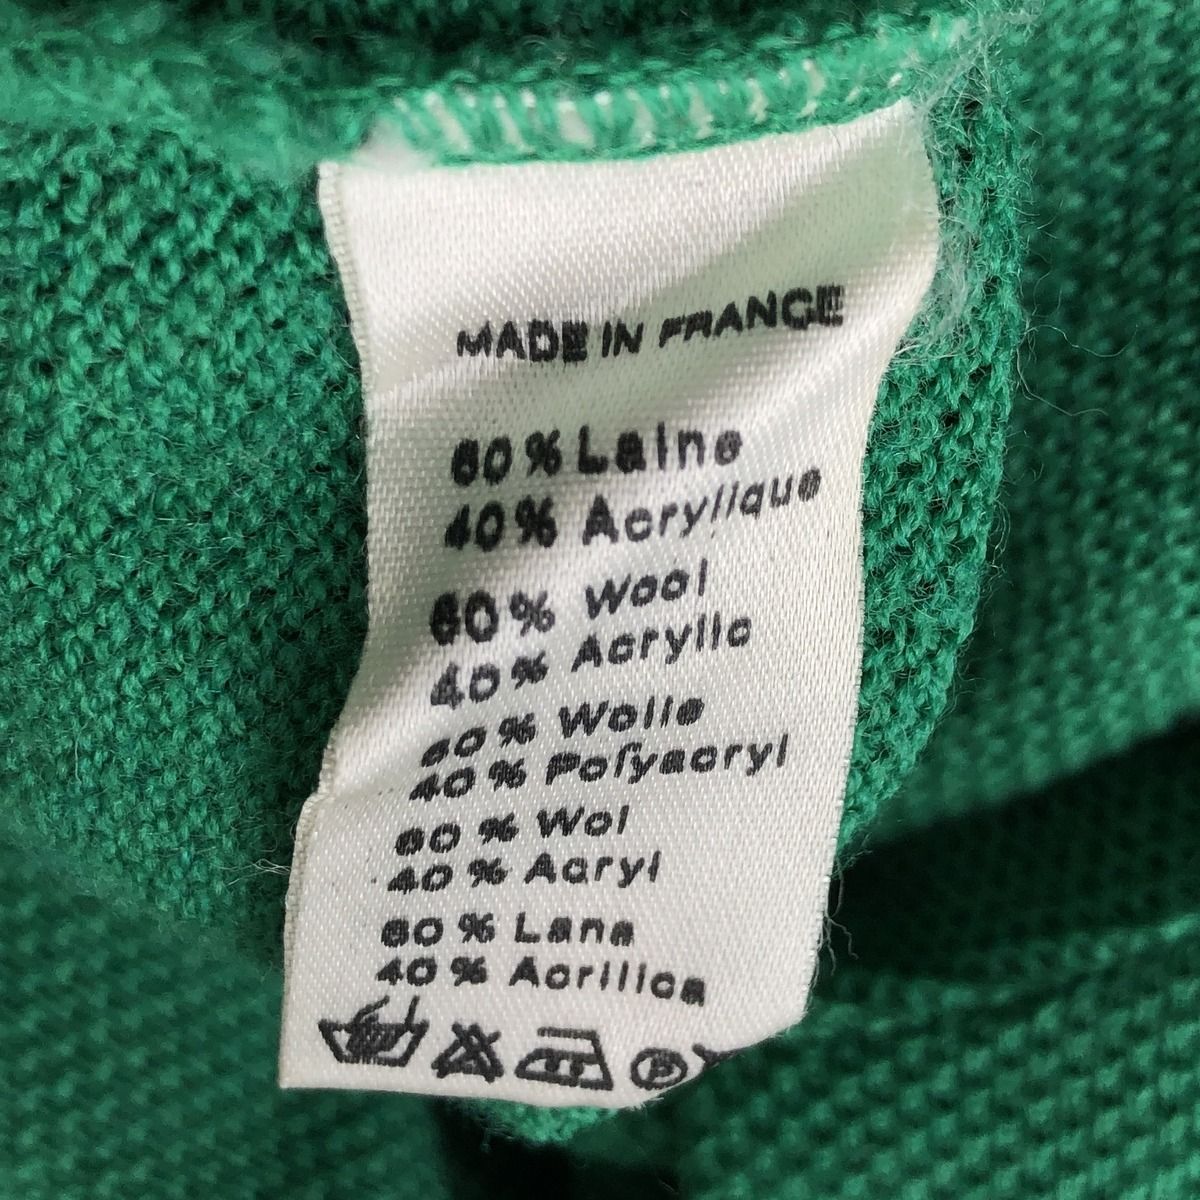 MADE IN FRANCE
60% Laine
40% Acrylique
60% Wool
40% Acrylic
60% Wolle
40% Polyacryl
60% Wol
40% Acryl
60% Lana
40% Acrilica
P